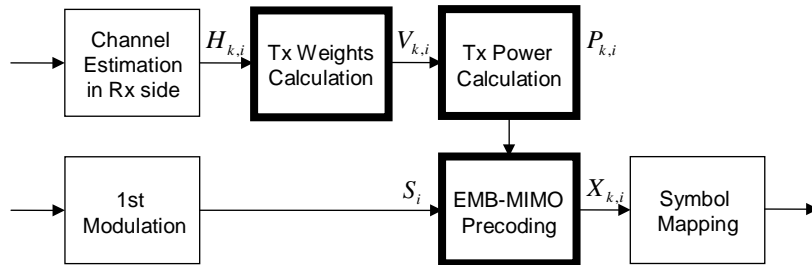 Channel
Estimation
in Rx side
H_{k,i}
Tx Weights
Calculation
V_{k,i}
Tx Power
Calculation
P_{k,i}
1st
Modulation
S_i
EMB-MIMO
Precoding
X_{k,i}
Symbol
Mapping